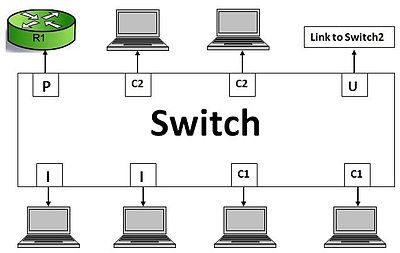 R1
Link to Switch2
P
C2
C2
U
Switch
I
I
C1
C1